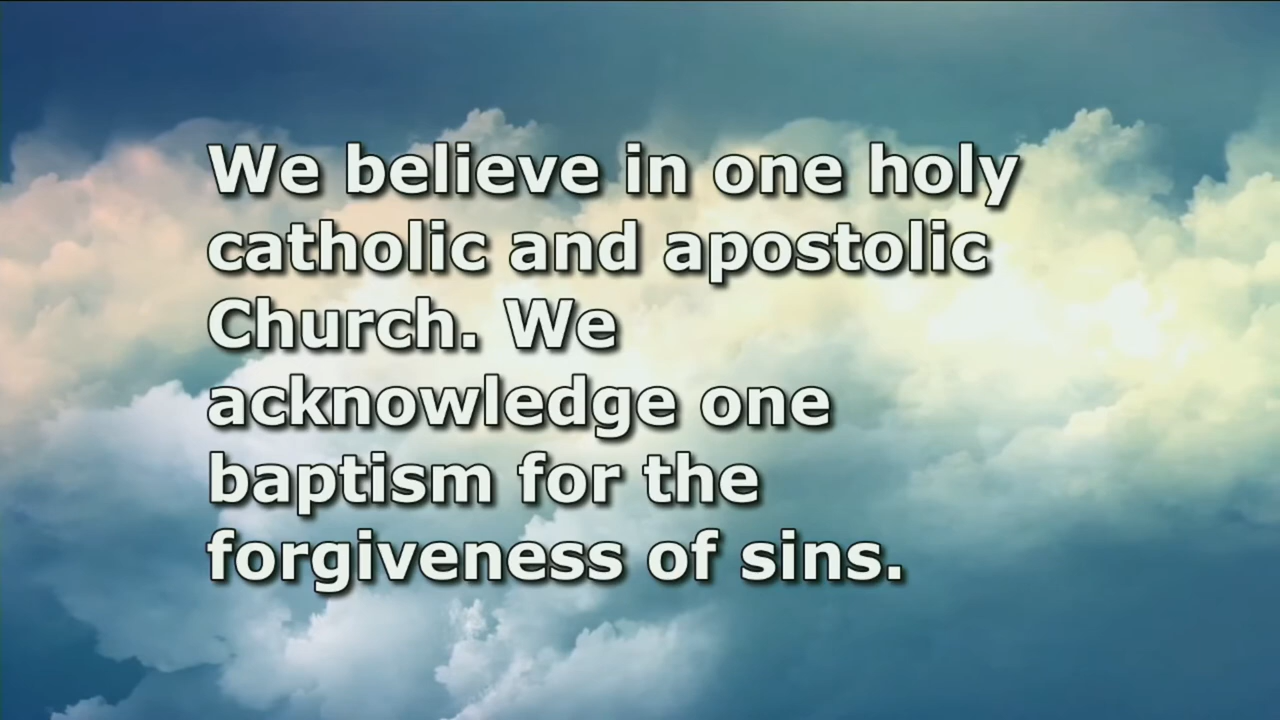 We believe in one holy
catholic and apostolic
Church. We
acknowledge one
baptism for the
forgiveness of sins.